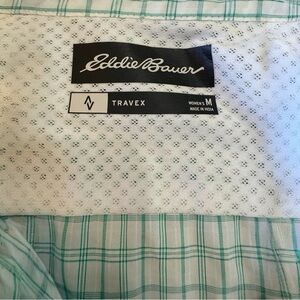 Eddie Bauer
TRAVEX
WOMEN'S M
MADE IN INDIA